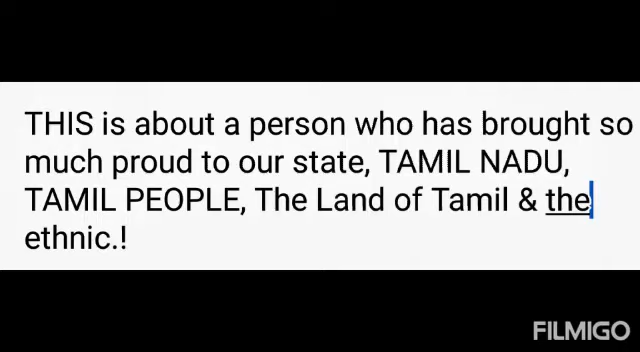 THIS is about a person who has brought so
much proud to our state, TAMIL NADU,
TAMIL PEOPLE, The Land of Tamil & the
ethnic.!
FILMIGO